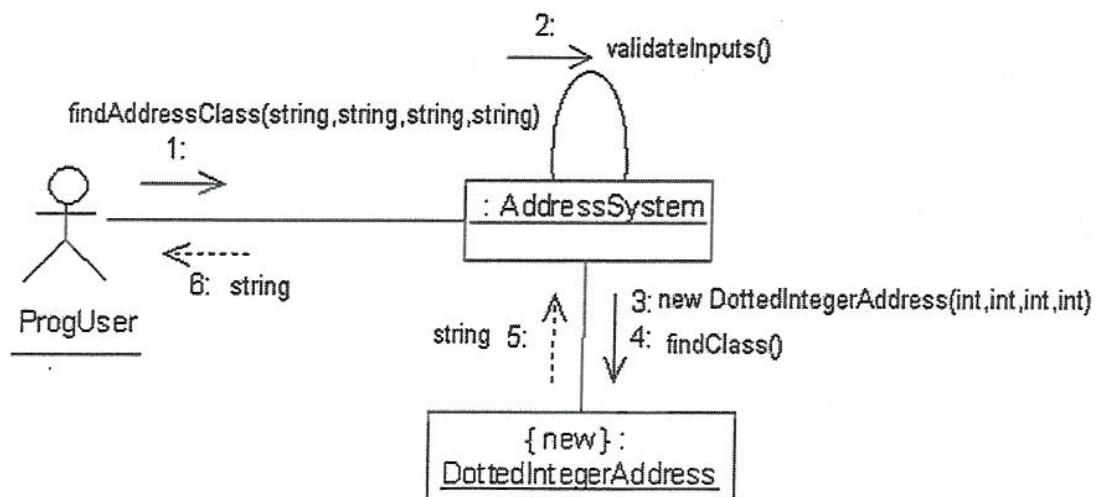 2:
validateInputs()
findAddressClass(string,string,string,string)
1:
: AddressSystem
6: string
ProgUser
3: new DottedIntegerAddress(int,int,int,int)
string 5:
4: findClass()
{new} :
DottedIntegerAddress